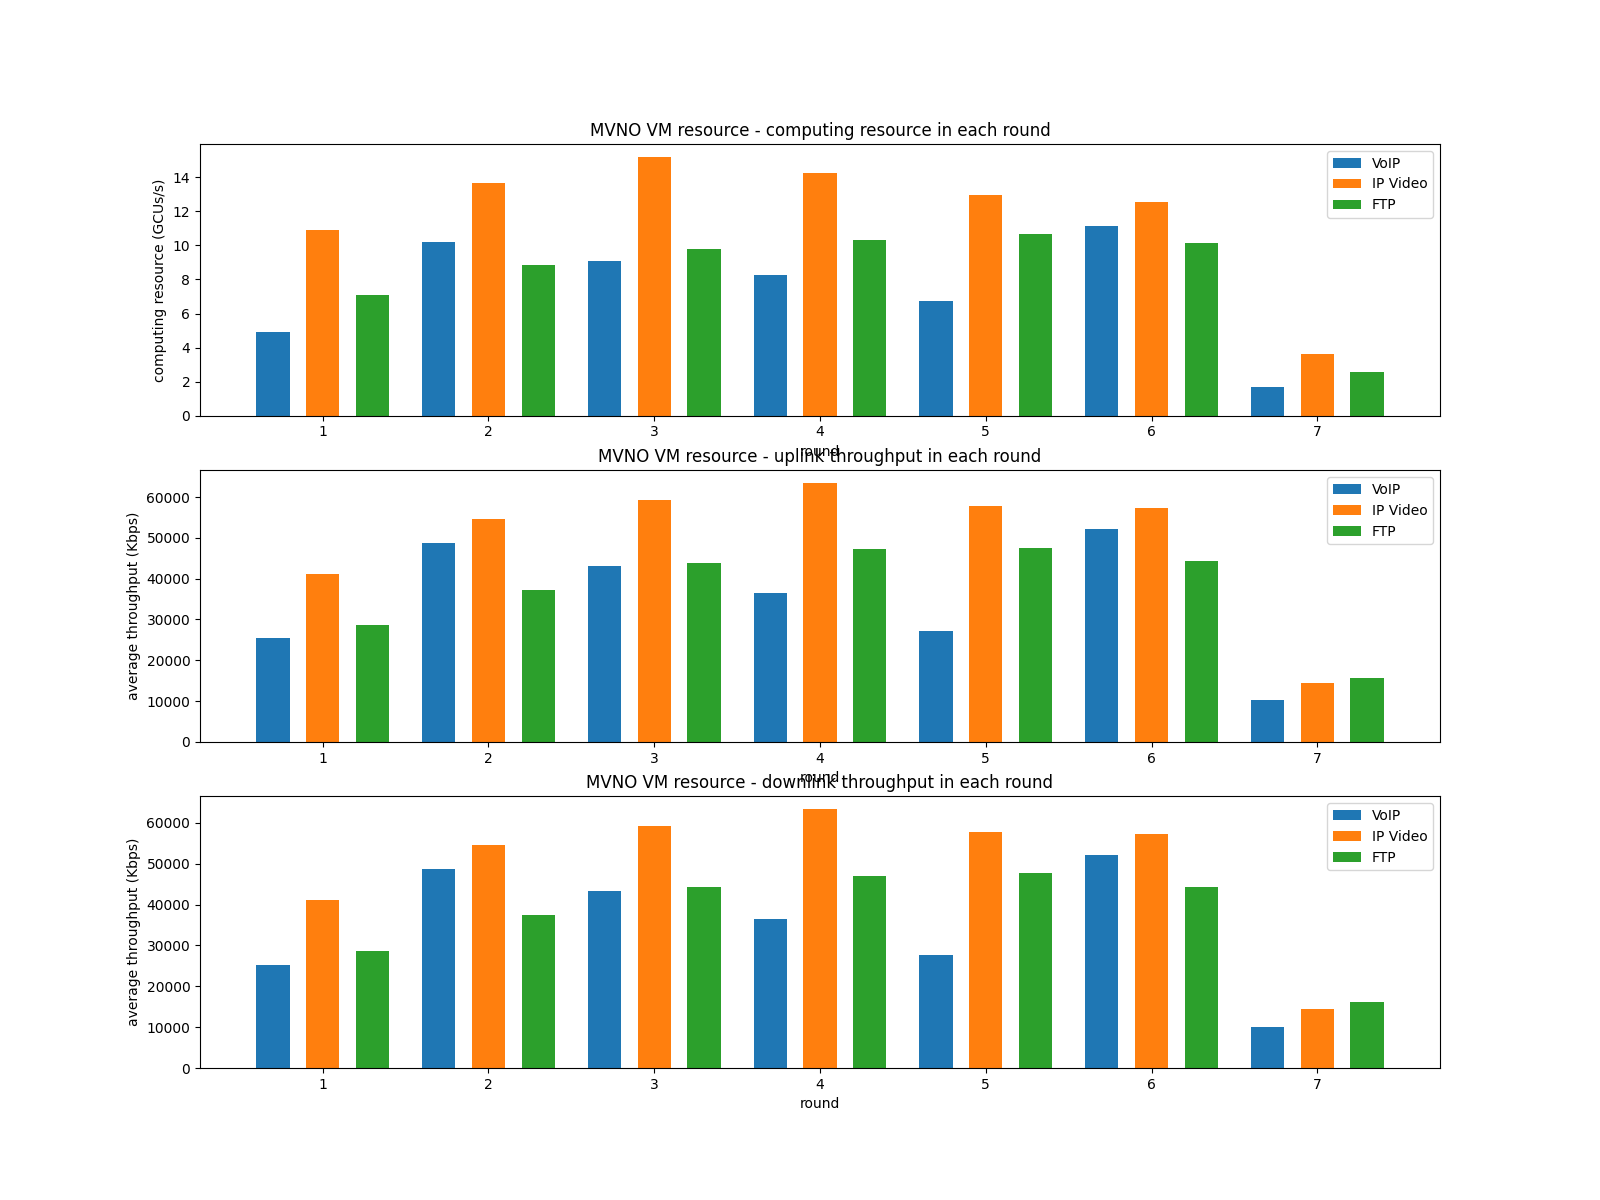 MVNO VM resource - computing resource in each round
computing resource (GCUs/s)
14
12
10
8
6
4
2
0
VoIP
IP Video
FTP
1 2 3 4 5 6 7
round
MVNO VM resource - uplink throughput in each round
average throughput (Kbps)
60000
50000
40000
30000
20000
10000
0
VoIP
IP Video
FTP
1 2 3 4 5 6 7
round
MVNO VM resource - downlink throughput in each round
average throughput (Kbps)
60000
50000
40000
30000
20000
10000
0
VoIP
IP Video
FTP
1 2 3 4 5 6 7
round